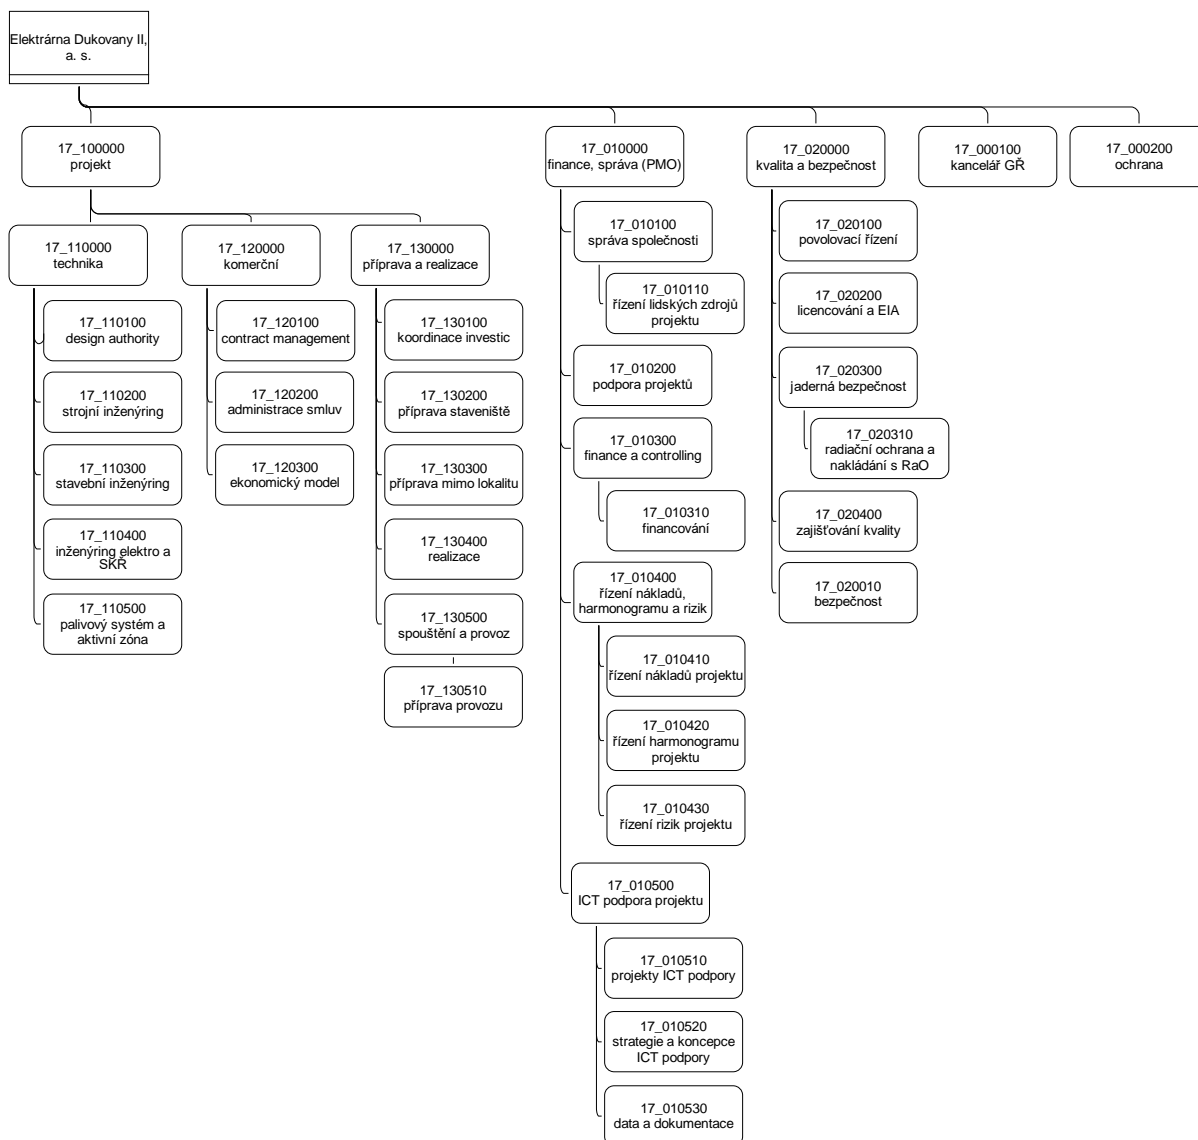 Elektrárna Dukovany II,
a. s.
17_100000
projekt
17_110000
technika
17_110100
design authority
17_110200
strojní inženýring
17_110300
stavební inženýring
17_110400
inženýring elektro a
SKŘ
17_110500
palivový systém a
aktivní zóna
17_120000
komerční
17_120100
contract management
17_120200
administrace smluv
17_120300
ekonomický model
17_130000
příprava a realizace
17_130100
koordinace investic
17_130200
příprava staveniště
17_130300
příprava mimo lokalitu
17_130400
realizace
17_130500
spouštění a provoz
17_130510
příprava provozu
17_010000
finance, správa (PMO)
17_010100
správa společnosti
17_010110
řízení lidských zdrojů
projektu
17_010200
podpora projektů
17_010300
finance a controlling
17_010310
financování
17_010400
řízení nákladů,
harmonogramu a rizik
17_010410
řízení nákladů projektu
17_010420
řízení harmonogramu
projektu
17_010430
řízení rizik projektu
17_010500
ICT podpora projektu
17_010510
projekty ICT podpory
17_010520
strategie a koncepce
ICT podpory
17_010530
data a dokumentace
17_020000
kvalita a bezpečnost
17_020100
povolovací řízení
17_020200
licencování a EIA
17_020300
jaderná bezpečnost
17_020310
radiační ochrana a
nakládání s RaO
17_020400
zajišťování kvality
17_020010
bezpečnost
17_000100
kancelář GŘ
17_000200
ochrana